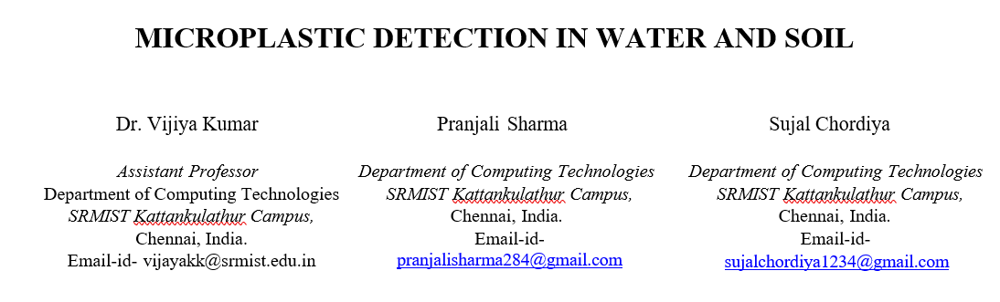 MICROPLASTIC DETECTION IN WATER AND SOIL
Dr. Vijiya Kumar
Assistant Professor
Department of Computing Technologies
SRMIST Kattankulathur Campus,
Chennai, India.
Email-id- vijayakk@srmist.edu.in
Pranjali Sharma
Department of Computing Technologies
SRMIST Kattankulathur Campus,
Chennai, India.
Email-id-
pranjalisharma284@gmail.com
Sujal Chordiya
Department of Computing Technologies
SRMIST Kattankulathur Campus,
Chennai, India.
Email-id-
sujalchordiya1234@gmail.com